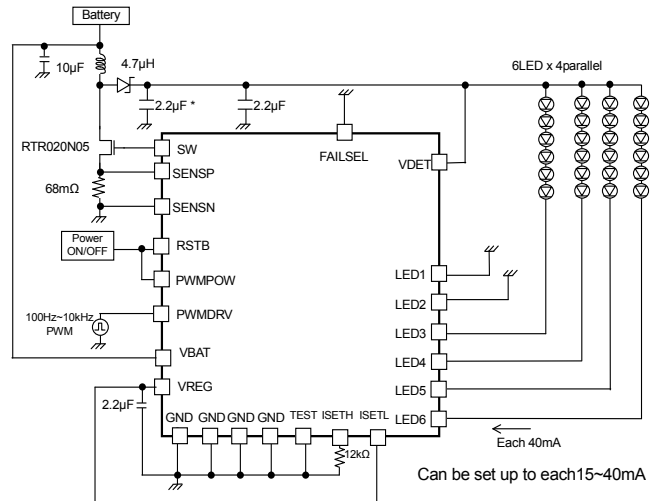 Battery
10µF
4.7µH
6LED x 4parallel
2.2µF *
2.2µF
RTR020N05
SW
FAILSEL
VDET
SENSP
68mΩ
SENSN
Power
ON/OFF
RSTB
PWMPOW
LED1
LED2
100Hz~10kHz
PWM
PWMDRV
LED3
VBAT
LED4
VREG
LED5
2.2µF
GND
GND
GND
GND
TEST
ISETH
ISETL
LED6
12kΩ
Each 40mA
Can be set up to each15~40mA